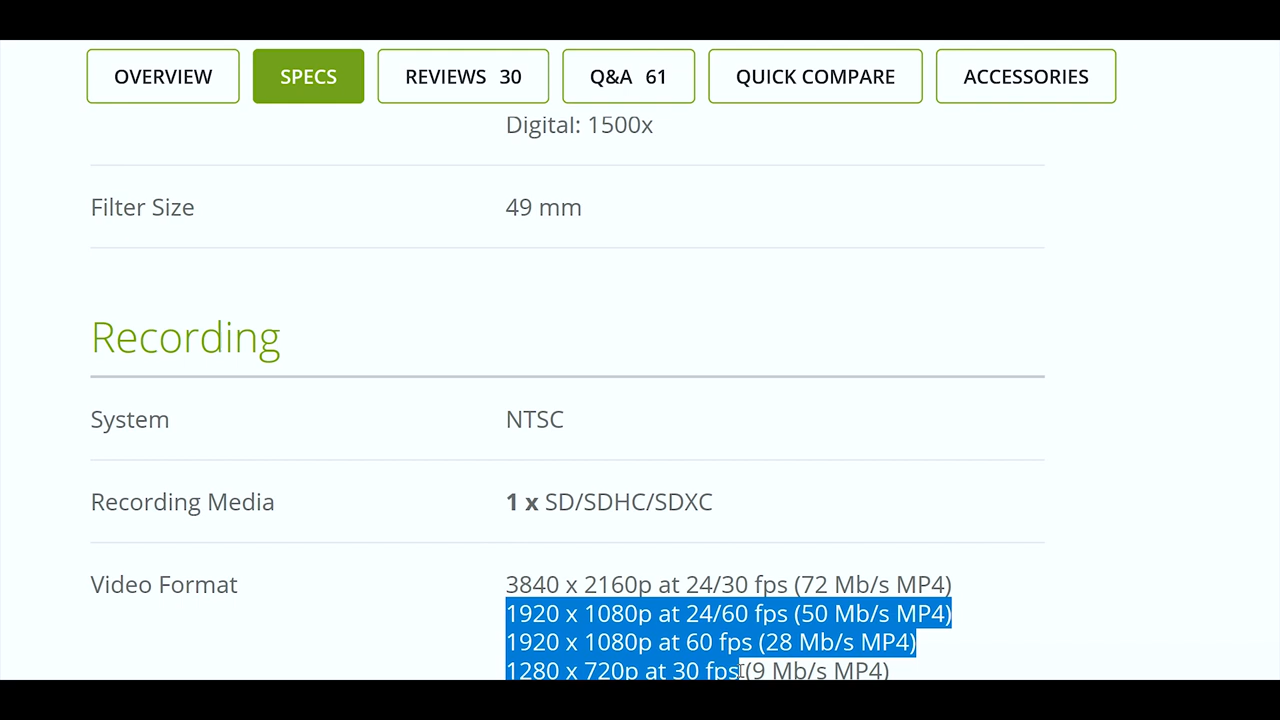 OVERVIEW SPECS REVIEWS 30 Q&A 61 QUICK COMPARE ACCESSORIES
Digital: 1500x
Filter Size 49 mm
Recording
System NTSC
Recording Media 1 x SD/SDHC/SDXC
Video Format 3840 x 2160p at 24/30 fps (72 Mb/s MP4)
1920 x 1080p at 24/60 fps (50 Mb/s MP4)
1920 x 1080p at 60 fps (28 Mb/s MP4)
1280 x 720p at 30 fps (9 Mb/s MP4)